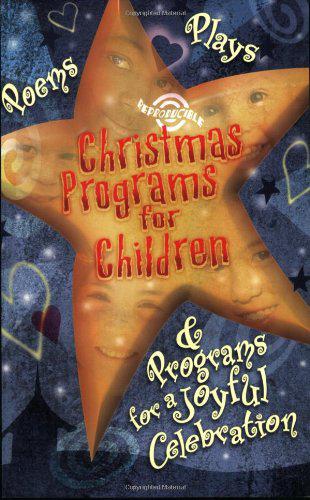 Poems
Plays
REPRODUCIBLE
Christmas
Programs
for
Children
&
Programs
for a Joyful
Celebration